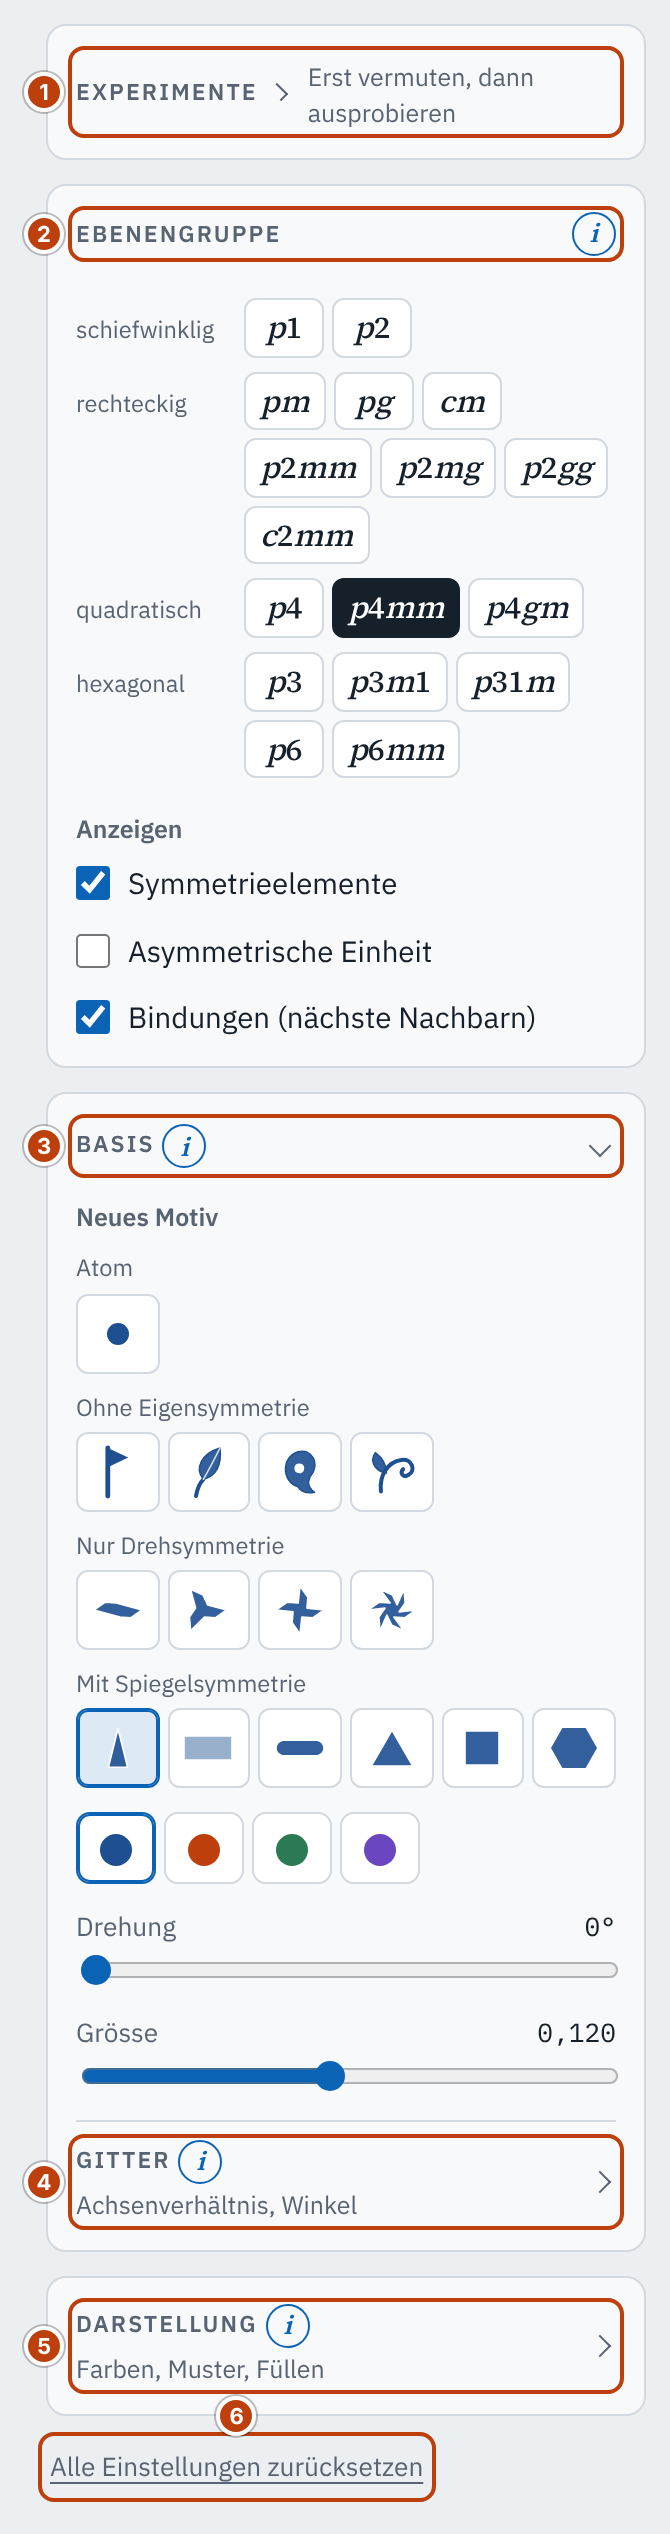 1
EXPERIMENTE
Erst vermuten, dann
ausprobieren
2
EBENENGRUPPE i
schiefwinklig p1 p2
rechteckig pm pg cm
p2mm p2mg p2gg
c2mm
quadratisch p4 p4mm p4gm
hexagonal p3 p3m1 p31m
p6 p6mm
Anzeigen
Symmetrieelemente
Asymmetrische Einheit
Bindungen (nächste Nachbarn)
3
BASIS i
Neues Motiv
Atom
Ohne Eigensymmetrie
Nur Drehsymmetrie
Mit Spiegelsymmetrie
Drehung 0°
Grösse 0,120
4
GITTER i
Achsenverhältnis, Winkel
5
DARSTELLUNG i
Farben, Muster, Füllen
6
Alle Einstellungen zurücksetzen